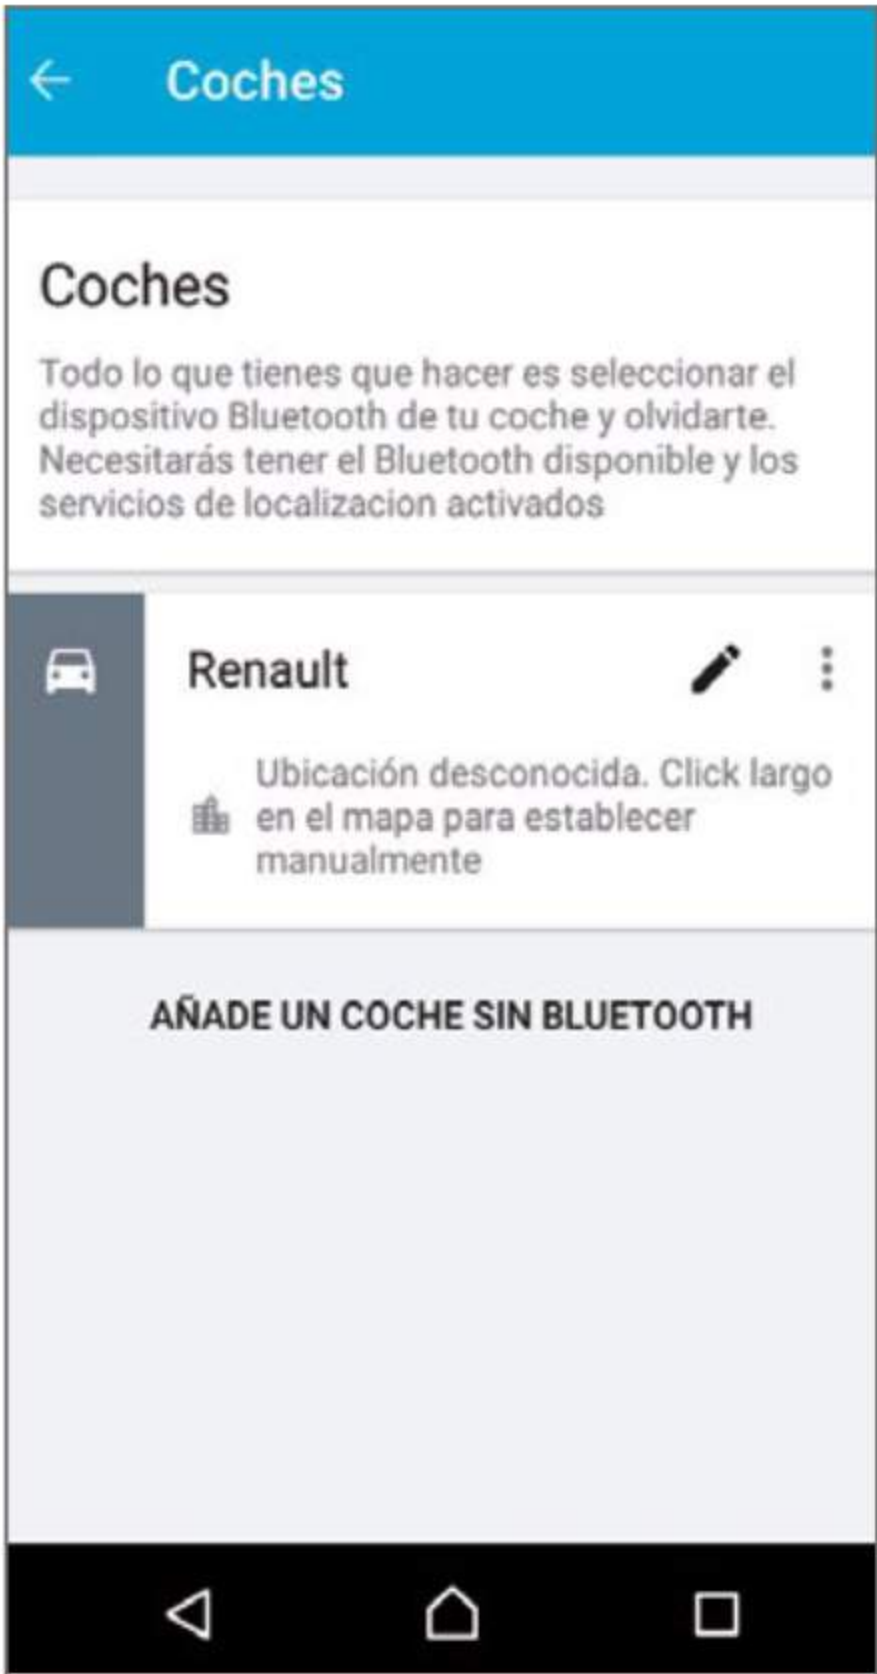 Coches
Coches
Todo lo que tienes que hacer es seleccionar el
dispositivo Bluetooth de tu coche y olvidarte.
Necesitarás tener el Bluetooth disponible y los
servicios de localizacion activados
Renault
Ubicación desconocida. Click largo
en el mapa para establecer
manualmente
AÑADE UN COCHE SIN BLUETOOTH